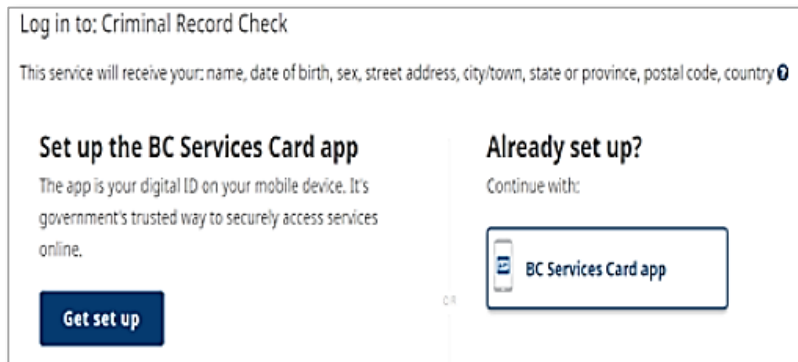 Log in to: Criminal Record Check
This service will receive your: name, date of birth, sex, street address, city/town, state or province, postal code, country ?
Set up the BC Services Card app
The app is your digital ID on your mobile device. It's
government's trusted way to securely access services
online.
Get set up
OR
Already set up?
Continue with:
BC Services Card app